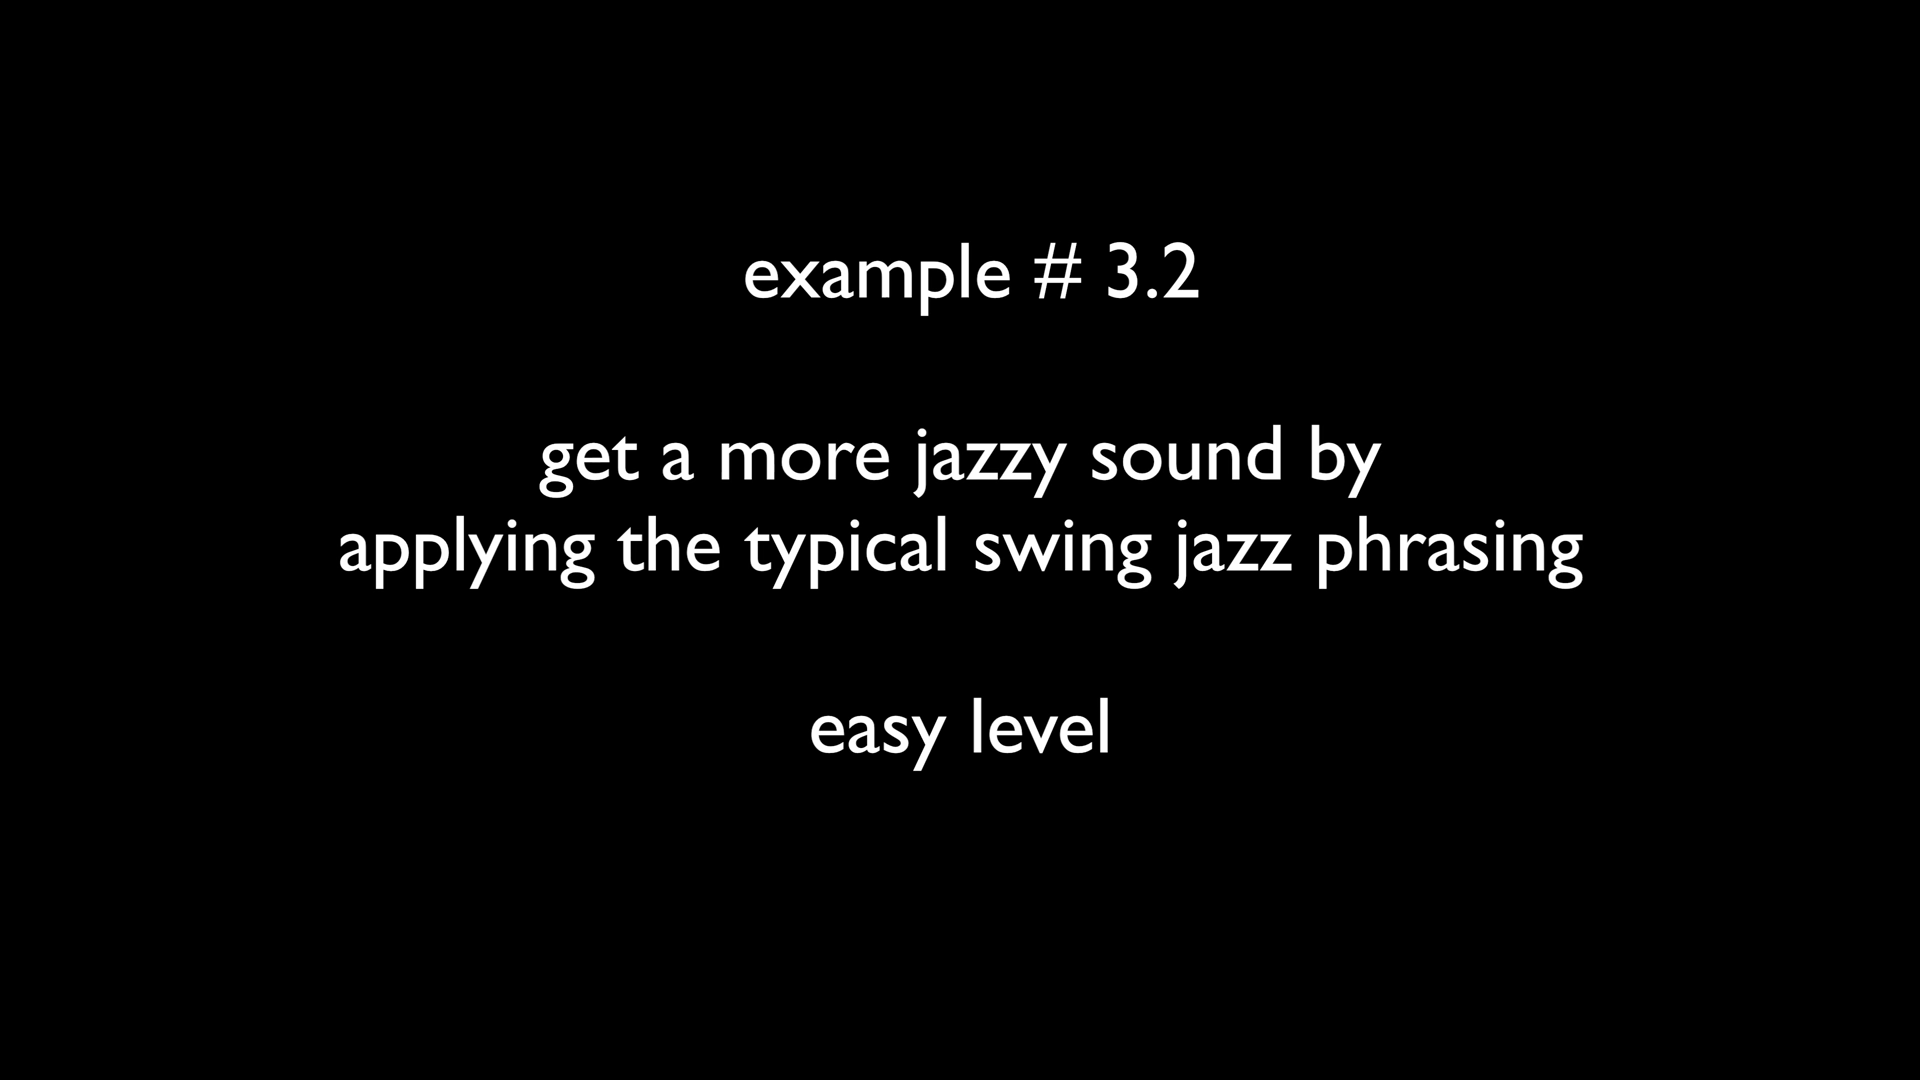 example # 3.2
get a more jazzy sound by
applying the typical swing jazz phrasing
easy level